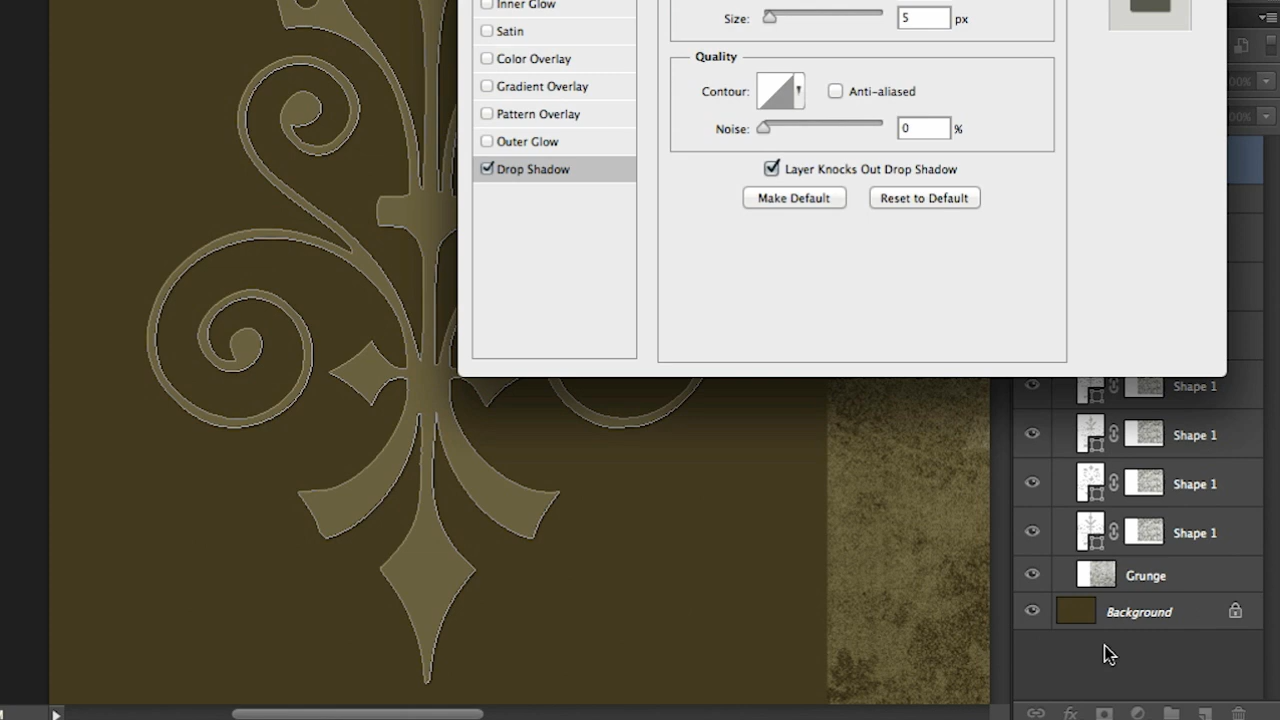 Inner Glow
Size: 5 px
Satin
Color Overlay
Quality
Gradient Overlay
Contour: Anti-aliased
Pattern Overlay
Noise: 0 %
Outer Glow
Drop Shadow
Layer Knocks Out Drop Shadow
Make Default Reset to Default
Shape 1
Shape 1
Shape 1
Shape 1
Grunge
Background
fx